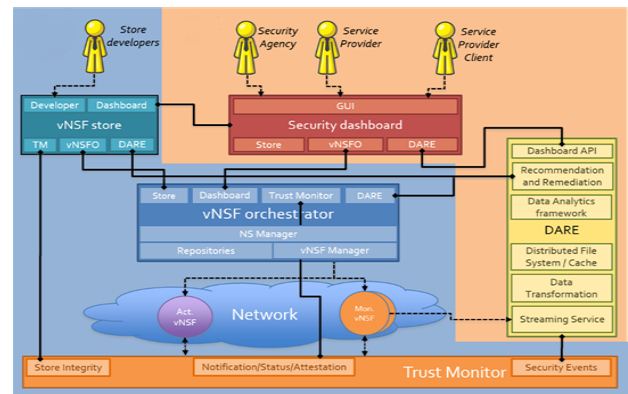 Store
developers
Security
Agency
Service
Provider
Service
Provider
Client
Developer
Dashboard
vNSF store
TM
vNSFO
DARE
GUI
Security dashboard
Store
vNSFO
DARE
Dashboard API
Recommendation
and Remediation
Data Analytics
framework
DARE
Distributed File
System / Cache
Data
Transformation
Streaming Service
Store
Dashboard
Trust Monitor
DARE
vNSF orchestrator
NS Manager
Repositories
vNSF Manager
Act.
vNSF
Network
Mon.
vNSF
Store Integrity
Notification/Status/Attestation
Trust Monitor
Security Events